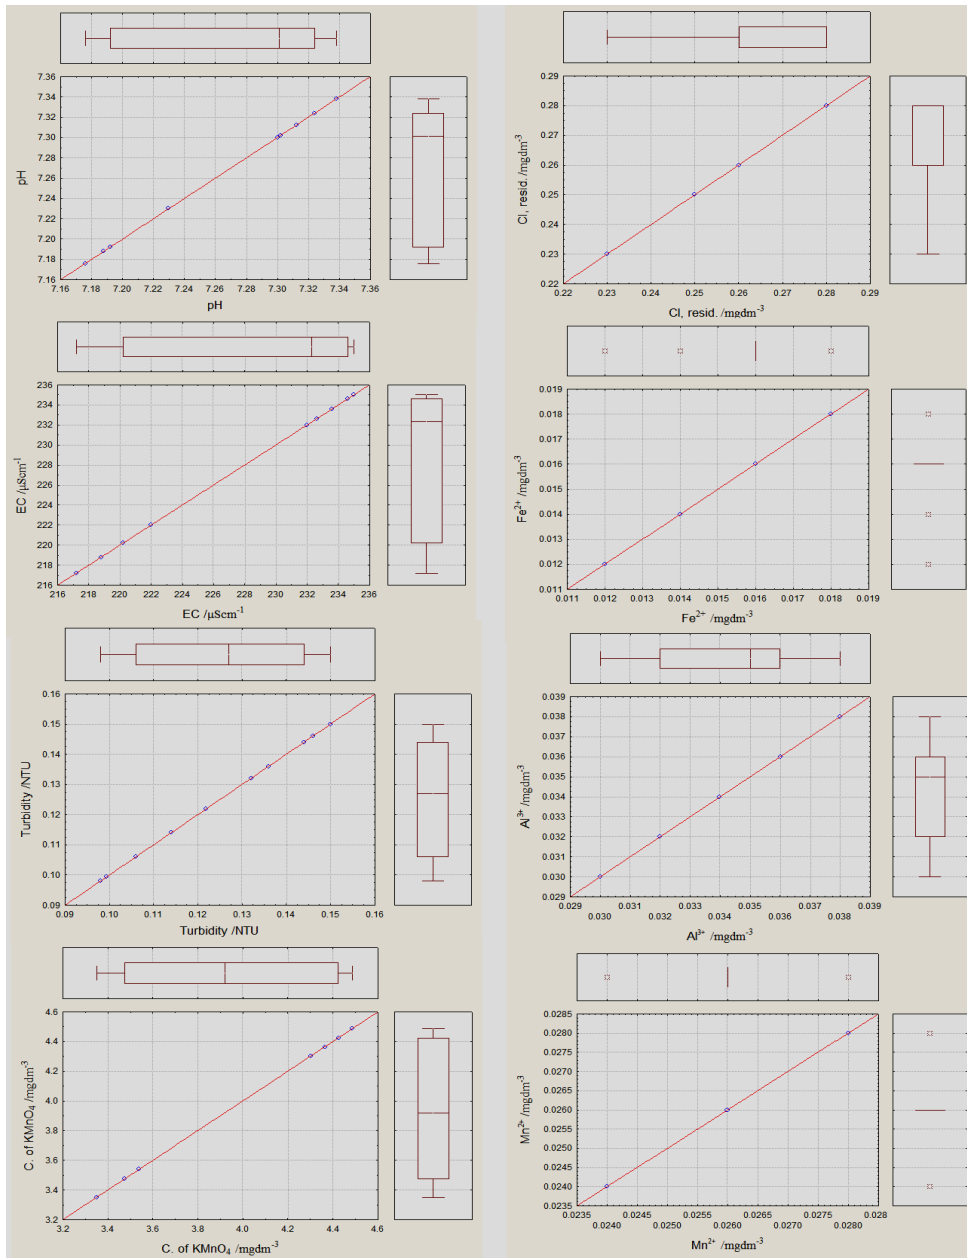 7.36
7.34
7.32
7.30
7.28
7.26
7.24
7.22
7.20
7.18
7.16
pH
7.16 7.20 7.24 7.28 7.32 7.36
pH
0.29
0.28
0.27
0.26
0.25
0.24
0.23
0.22
Cl, resid. /mgdm⁻³
0.22 0.23 0.24 0.25 0.26 0.27 0.28 0.29
Cl, resid. /mgdm⁻³
236
234
232
230
228
226
224
222
220
218
216
EC /μScm⁻¹
216 218 220 222 224 226 228 230 232 234 236
EC /μScm⁻¹
0.019
0.018
0.017
0.016
0.015
0.014
0.013
0.012
0.011
Fe²⁺ /mgdm⁻³
0.011 0.012 0.013 0.014 0.015 0.016 0.017 0.018 0.019
Fe²⁺ /mgdm⁻³
0.16
0.15
0.14
0.13
0.12
0.11
0.10
0.09
Turbidity /NTU
0.09 0.10 0.11 0.12 0.13 0.14 0.15 0.16
Turbidity /NTU
0.039
0.038
0.037
0.036
0.035
0.034
0.033
0.032
0.031
0.030
0.029
Al³⁺ /mgdm⁻³
0.029 0.031 0.033 0.035 0.037 0.039
0.030 0.032 0.034 0.036 0.038
Al³⁺ /mgdm⁻³
4.6
4.4
4.2
4.0
3.8
3.6
3.4
3.2
C. of KMnO₄ /mgdm⁻³
3.2 3.4 3.6 3.8 4.0 4.2 4.4 4.6
C. of KMnO₄ /mgdm⁻³
0.0285
0.0280
0.0275
0.0270
0.0265
0.0260
0.0255
0.0250
0.0245
0.0240
0.0235
Mn²⁺ /mgdm⁻³
0.0235 0.0245 0.0255 0.0265 0.0275 0.028
0.0240 0.0250 0.0260 0.0270 0.0280
Mn²⁺ /mgdm⁻³